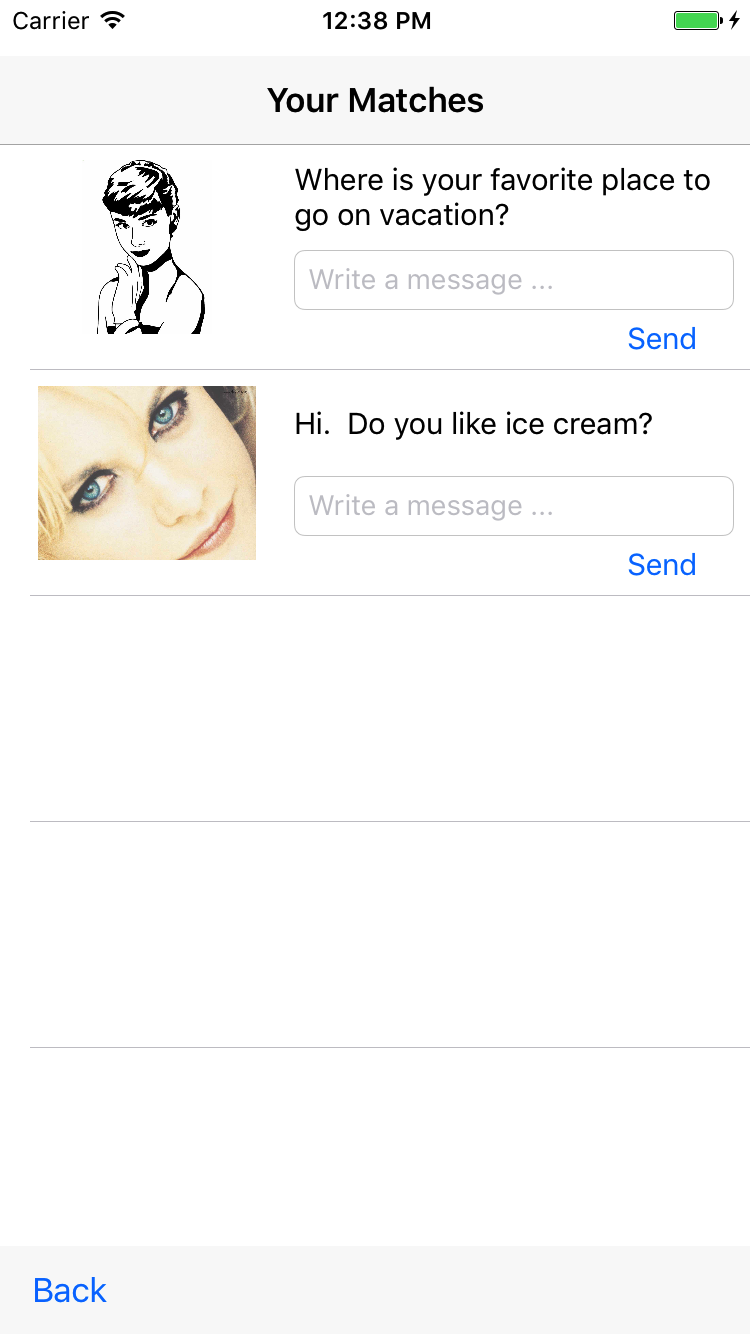 Carrier 12:38 PM
Your Matches
Where is your favorite place to
go on vacation?
Write a message ...
Send
Hi.  Do you like ice cream?
Write a message ...
Send
Back